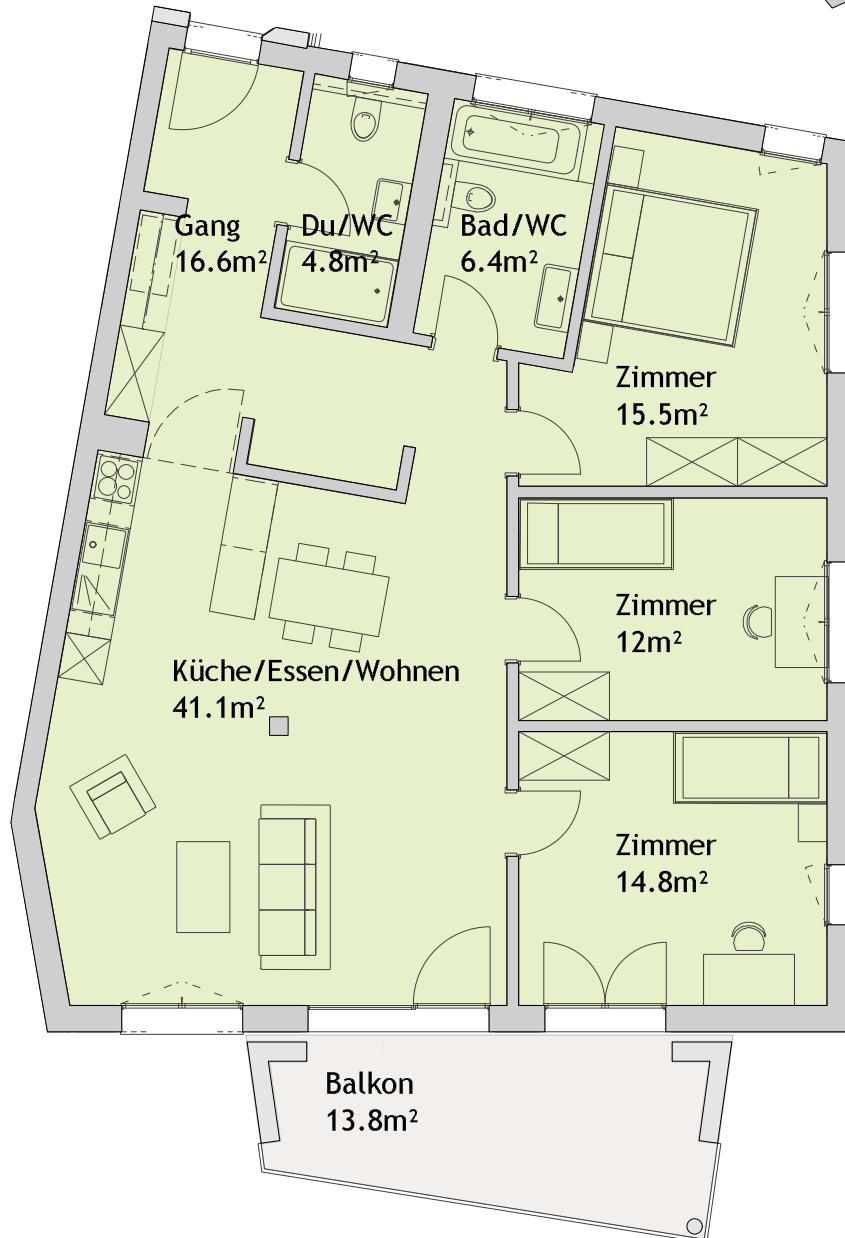 Gang
16.6m²
Du/WC
4.8m²
Bad/WC
6.4m²
Zimmer
15.5m²
Zimmer
12m²
Küche/Essen/Wohnen
41.1m²
Zimmer
14.8m²
Balkon
13.8m²